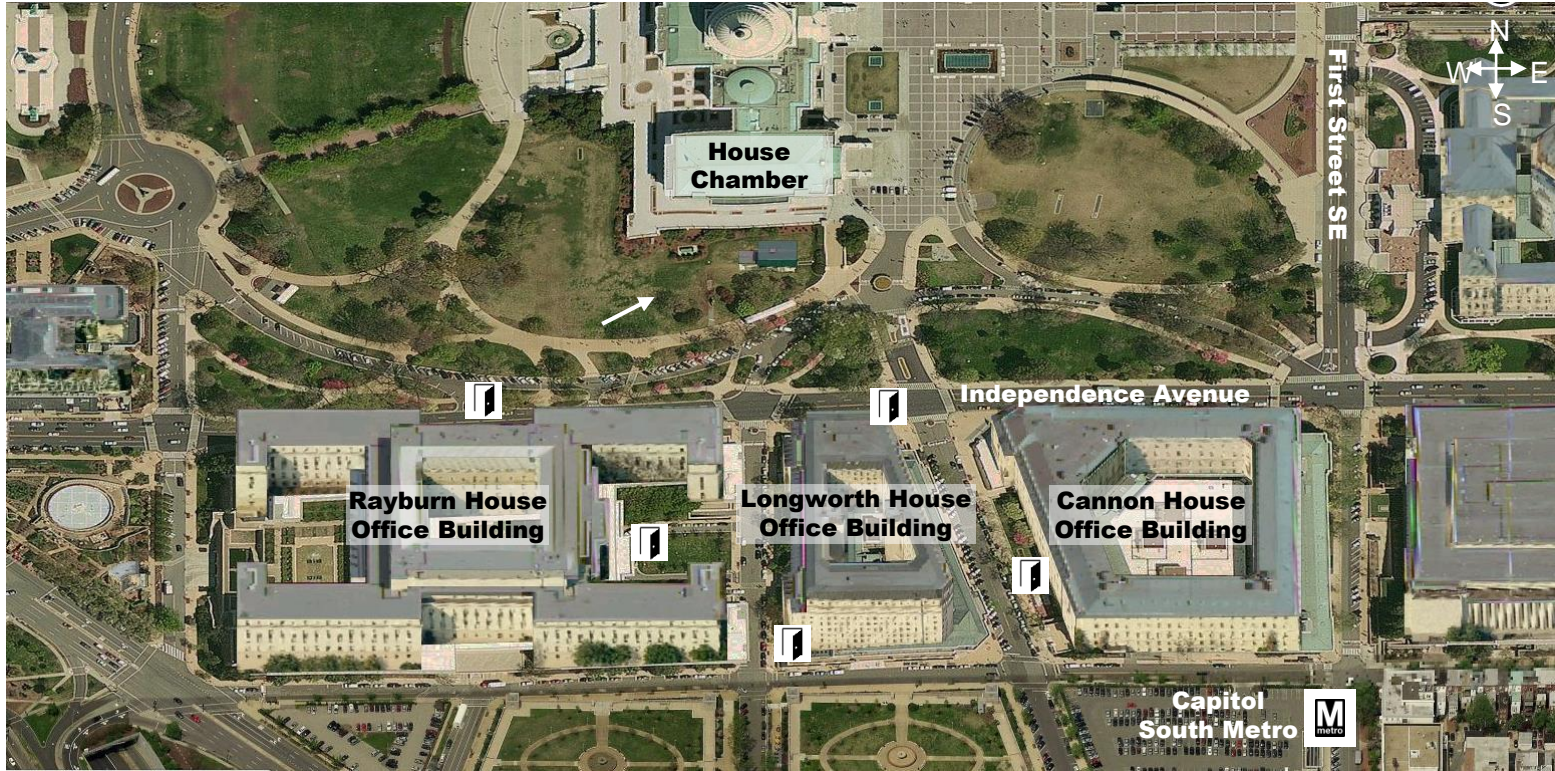 N
W E
S
First Street SE
House
Chamber
Independence Avenue
Rayburn House
Office Building
Longworth House
Office Building
Cannon House
Office Building
Capitol
South Metro
M
metro